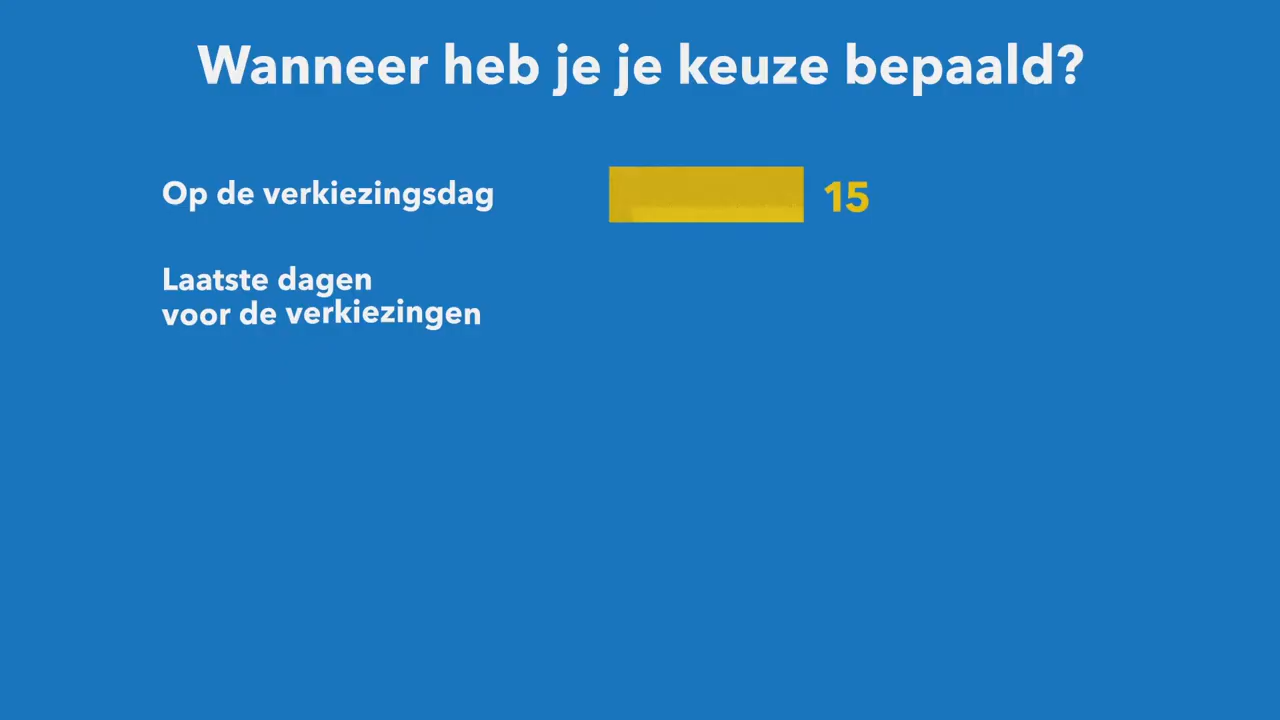 Wanneer heb je je keuze bepaald?
Op de verkiezingsdag 15
Laatste dagen
voor de verkiezingen